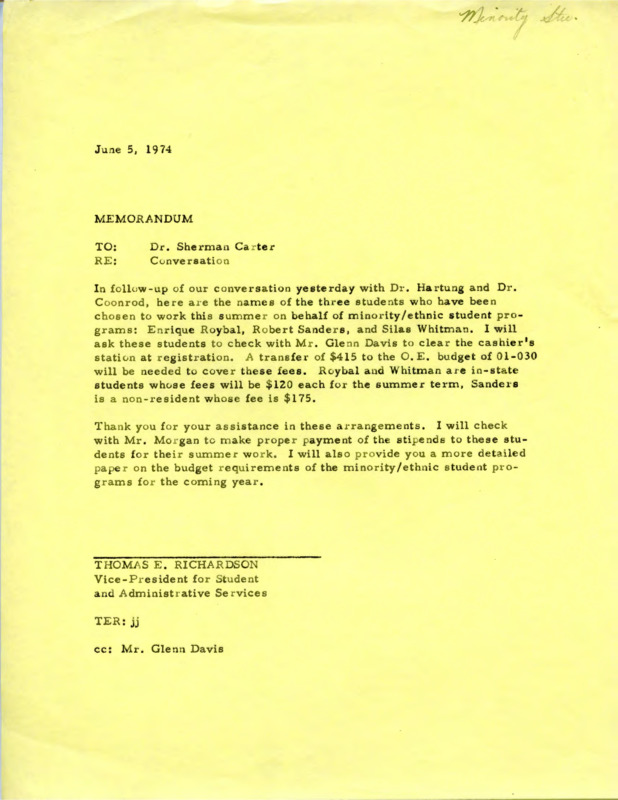 Minority Stu.
June 5, 1974
MEMORANDUM
TO: Dr. Sherman Carter
RE: Conversation
In follow-up of our conversation yesterday with Dr. Hartung and Dr.
Coonrod, here are the names of the three students who have been
chosen to work this summer on behalf of minority/ethnic student pro-
grams: Enrique Roybal, Robert Sanders, and Silas Whitman. I will
ask these students to check with Mr. Glenn Davis to clear the cashier's
station at registration. A transfer of $415 to the O.E. budget of 01-030
will be needed to cover these fees. Roybal and Whitman are in-state
students whose fees will be $120 each for the summer term, Sanders
is a non-resident whose fee is $175.
Thank you for your assistance in these arrangements. I will check
with Mr. Morgan to make proper payment of the stipends to these stu-
dents for their summer work. I will also provide you a more detailed
paper on the budget requirements of the minority/ethnic student pro-
grams for the coming year.
THOMAS E. RICHARDSON
Vice-President for Student
and Administrative Services
TER: jj
cc: Mr. Glenn Davis